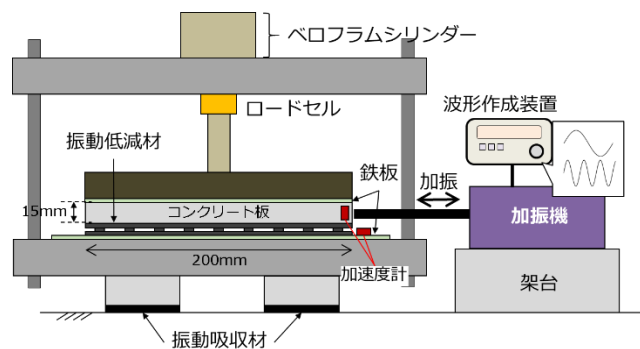 ベロフラムシリンダー
ロードセル
波形作成装置
振動低減材
鉄板
加振
15mm
コンクリート板
加振機
200mm
加速度計
架台
振動吸収材